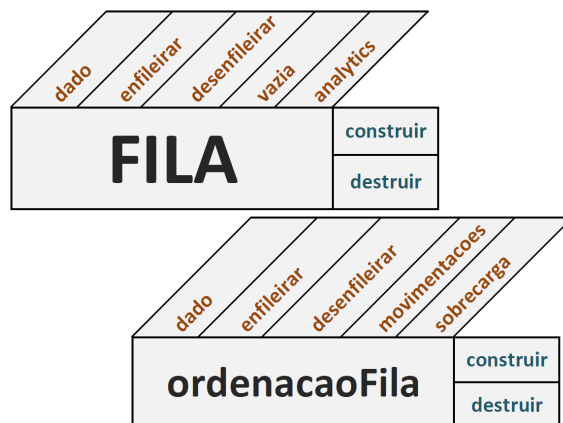 dado
enfileirar
desenfileirar
vazia
analytics
FILA
construir
destruir
dado
enfileirar
desenfileirar
movimentacoes
sobrecarga
ordenacaoFila
construir
destruir